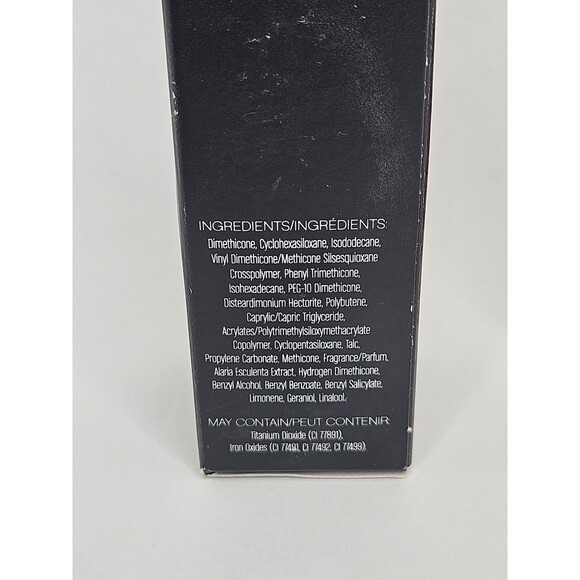 INGREDIENTS/INGRÉDIENTS:
Dimethicone, Cyclohexasiloxane, Isododecane,
Vinyl Dimethicone/Methicone Silsesquioxane
Crosspolymer, Phenyl Trimethicone,
Isohexadecane, PEG-10 Dimethicone,
Disteardimonium Hectorite, Polybutene,
Caprylic/Capric Triglyceride,
Acrylates/Polytrimethylsiloxymethacrylate
Copolymer, Cyclopentasiloxane, Talc,
Propylene Carbonate, Methicone, Fragrance/Parfum,
Alaria Esculenta Extract, Hydrogen Dimethicone,
Benzyl Alcohol, Benzyl Benzoate, Benzyl Salicylate,
Limonene, Geraniol, Linalool.
MAY CONTAIN/PEUT CONTENIR:
Titanium Dioxide (CI 77891),
Iron Oxides (CI 77491, CI 77492, CI 77499).